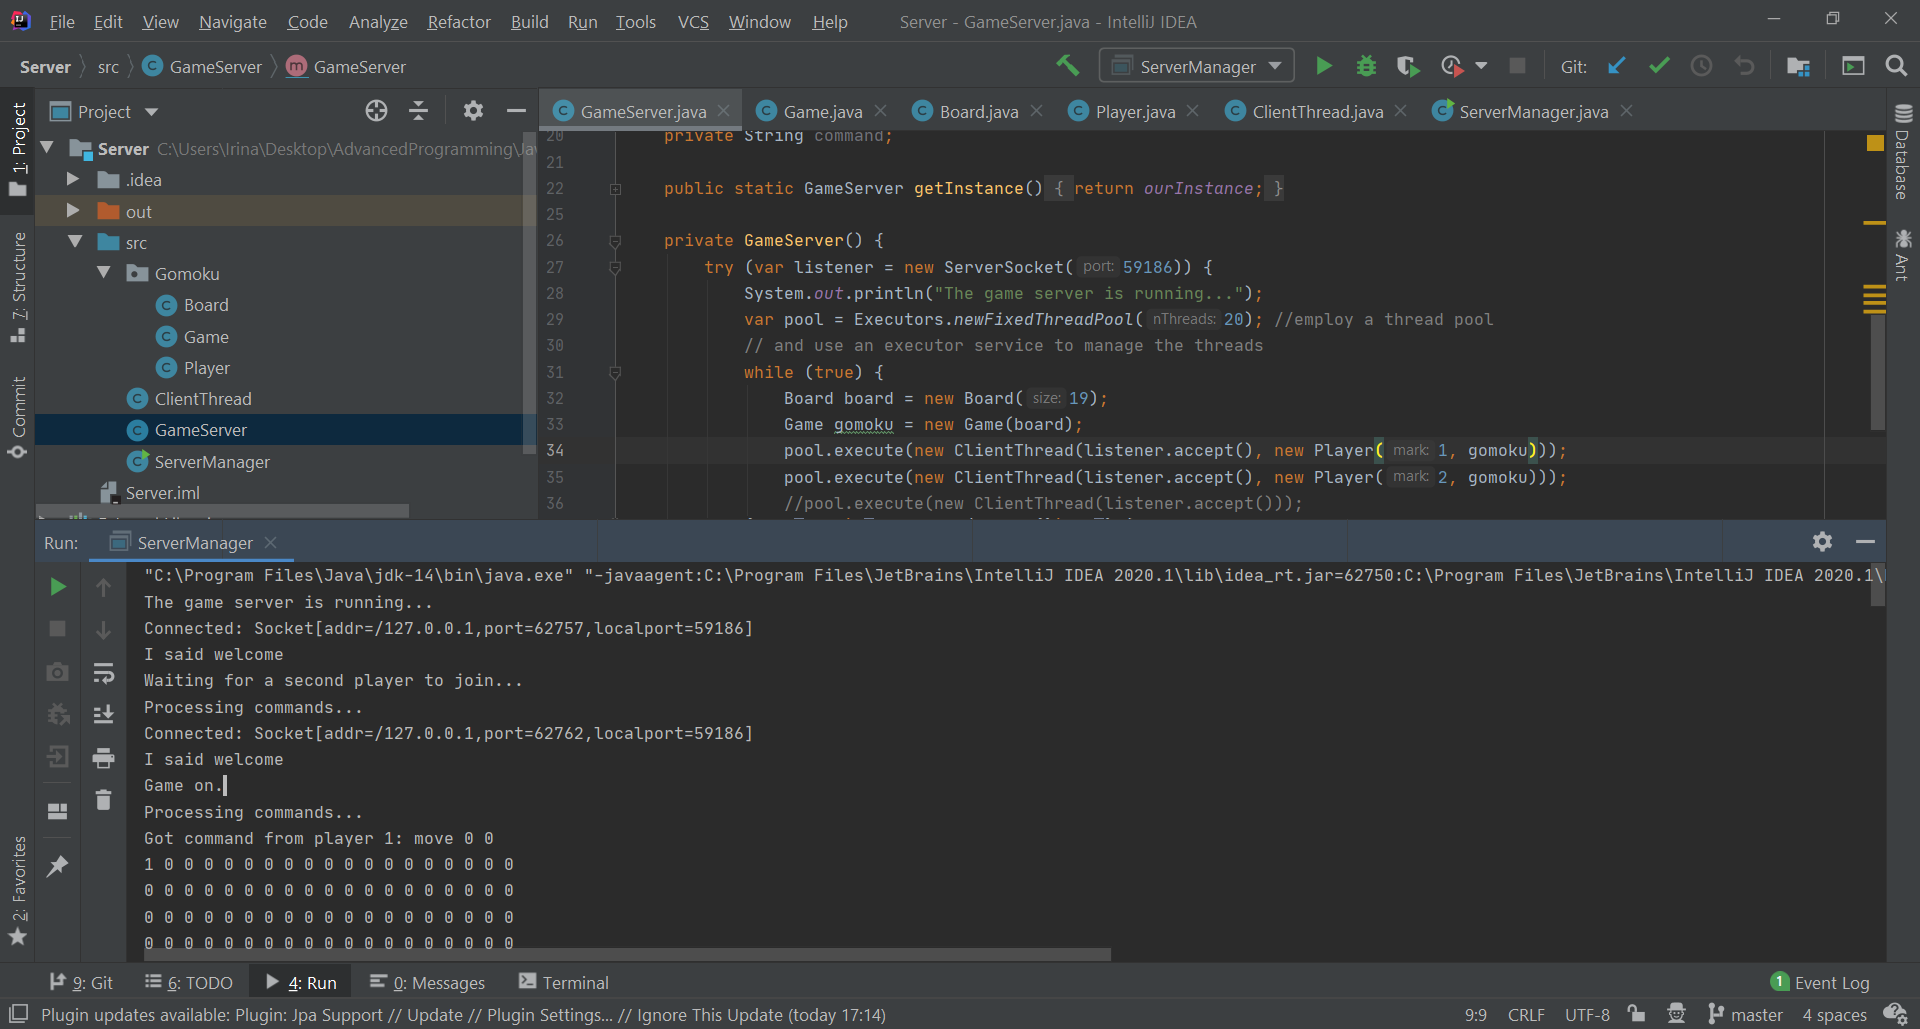 File Edit View Navigate Code Analyze Refactor Build Run Tools VCS Window Help Server - GameServer.java - IntelliJ IDEA
Server src GameServer GameServer ServerManager Git:
Project GameServer.java Game.java Board.java Player.java ClientThread.java ServerManager.java
1: Project
7: Structure
Commit
2: Favorites
Database
Ant
Server C:\Users\Irina\Desktop\AdvancedProgramming\Jav
.idea
out
src
Gomoku
Board
Game
Player
ClientThread
GameServer
ServerManager
Server.iml
20 private String command;
21
22 public static GameServer getInstance() { return ourInstance; }
25
26 private GameServer() {
27 try (var listener = new ServerSocket( port: 59186)) {
28 System.out.println("The game server is running...");
29 var pool = Executors.newFixedThreadPool( nThreads: 20); //employ a thread pool
30 // and use an executor service to manage the threads
31 while (true) {
32 Board board = new Board( size: 19);
33 Game gomoku = new Game(board);
34 pool.execute(new ClientThread(listener.accept(), new Player( mark: 1, gomoku)));
35 pool.execute(new ClientThread(listener.accept(), new Player( mark: 2, gomoku)));
36 //pool.execute(new ClientThread(listener.accept()));
Run: ServerManager
"C:\Program Files\Java\jdk-14\bin\java.exe" "-javaagent:C:\Program Files\JetBrains\IntelliJ IDEA 2020.1\lib\idea_rt.jar=62750:C:\Program Files\JetBrains\IntelliJ IDEA 2020.1\
The game server is running...
Connected: Socket[addr=/127.0.0.1,port=62757,localport=59186]
I said welcome
Waiting for a second player to join...
Processing commands...
Connected: Socket[addr=/127.0.0.1,port=62762,localport=59186]
I said welcome
Game on.
Processing commands...
Got command from player 1: move 0 0
1 0 0 0 0 0 0 0 0 0 0 0 0 0 0 0 0 0 0
0 0 0 0 0 0 0 0 0 0 0 0 0 0 0 0 0 0 0
0 0 0 0 0 0 0 0 0 0 0 0 0 0 0 0 0 0 0
0 0 0 0 0 0 0 0 0 0 0 0 0 0 0 0 0 0 0
9: Git 6: TODO 4: Run 0: Messages Terminal 1 Event Log
Plugin updates available: Plugin: Jpa Support // Update // Plugin Settings... // Ignore This Update (today 17:14) 9:9 CRLF UTF-8 master 4 spaces